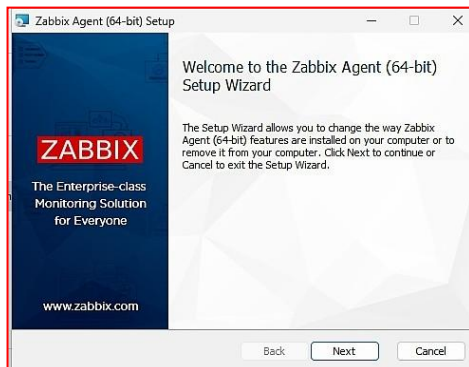 Zabbix Agent (64-bit) Setup
Welcome to the Zabbix Agent (64-bit)
Setup Wizard
The Setup Wizard allows you to change the way Zabbix
Agent (64-bit) features are installed on your computer or to
remove it from your computer. Click Next to continue or
Cancel to exit the Setup Wizard.
ZABBIX
The Enterprise-class
Monitoring Solution
for Everyone
www.zabbix.com
Back Next Cancel